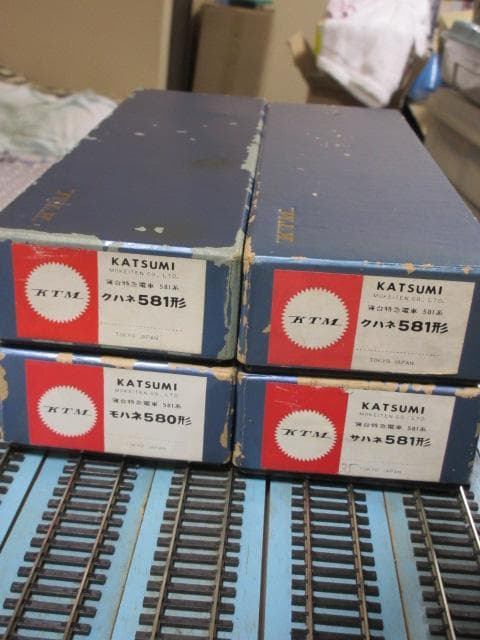 KTM
KTM
KTM
KATSUMI
MOKEITEN CO., LTD.
寝台特急電車 581系
クハネ581形
TOKYO JAPAN
KTM
KATSUMI
MOKEITEN CO., LTD.
寝台特急電車 581系
クハネ581形
TOKYO JAPAN
KTM
KATSUMI
MOKEITEN CO., LTD.
寝台特急電車 581系
モハネ580形
TOKYO JAPAN
KTM
KATSUMI
MOKEITEN CO., LTD
寝台特急電車 581系
サハネ581形
TOKYO JAPAN